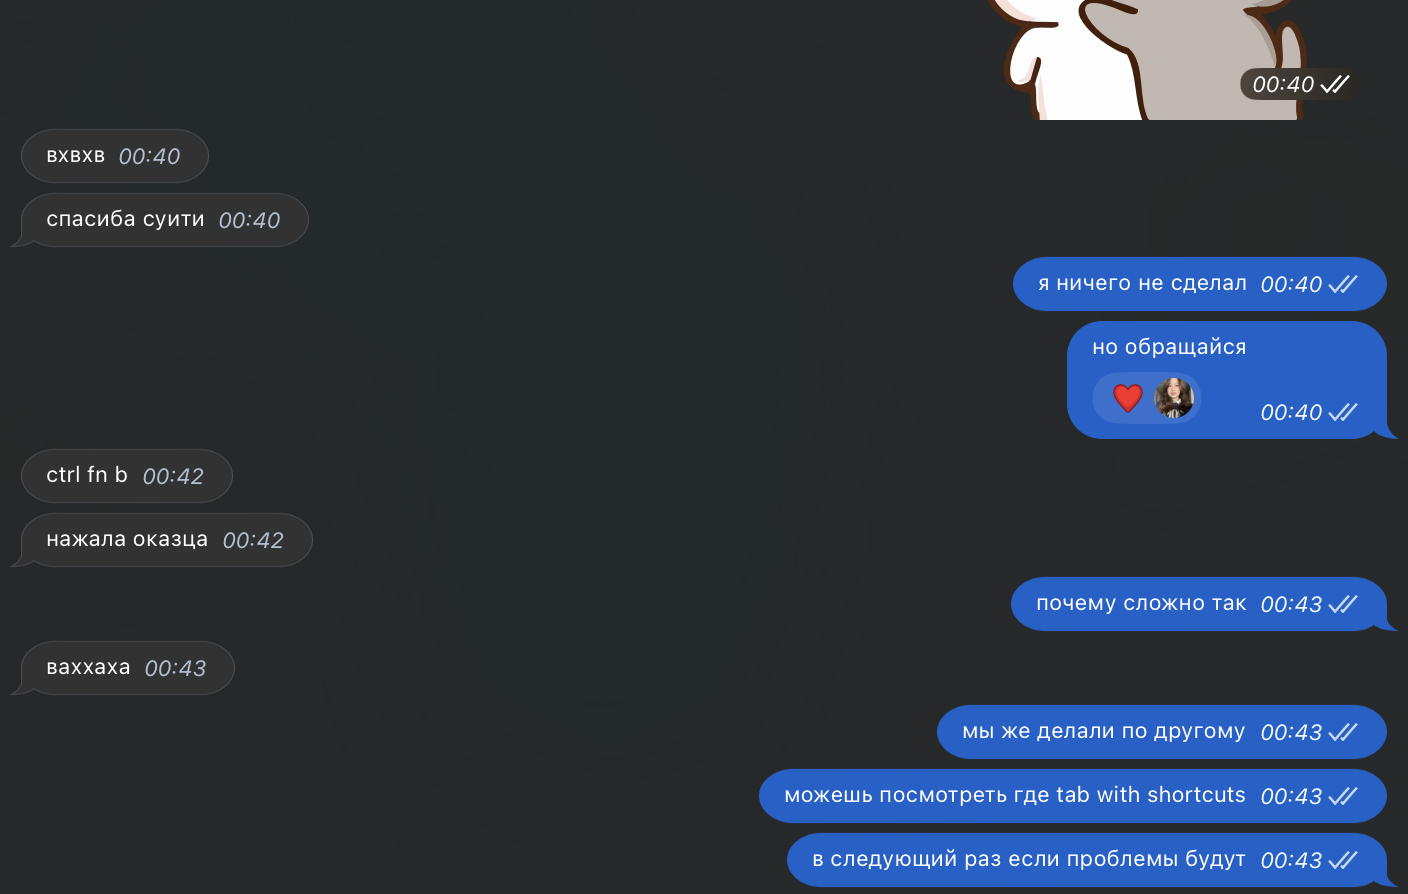 00:40
вхвхв 00:40
спасиба суити 00:40
я ничего не сделал 00:40
но обращайся
00:40
ctrl fn b 00:42
нажала оказца 00:42
почему сложно так 00:43
ваххаха 00:43
мы же делали по другому 00:43
можешь посмотреть где tab with shortcuts 00:43
в следующий раз если проблемы будут 00:43